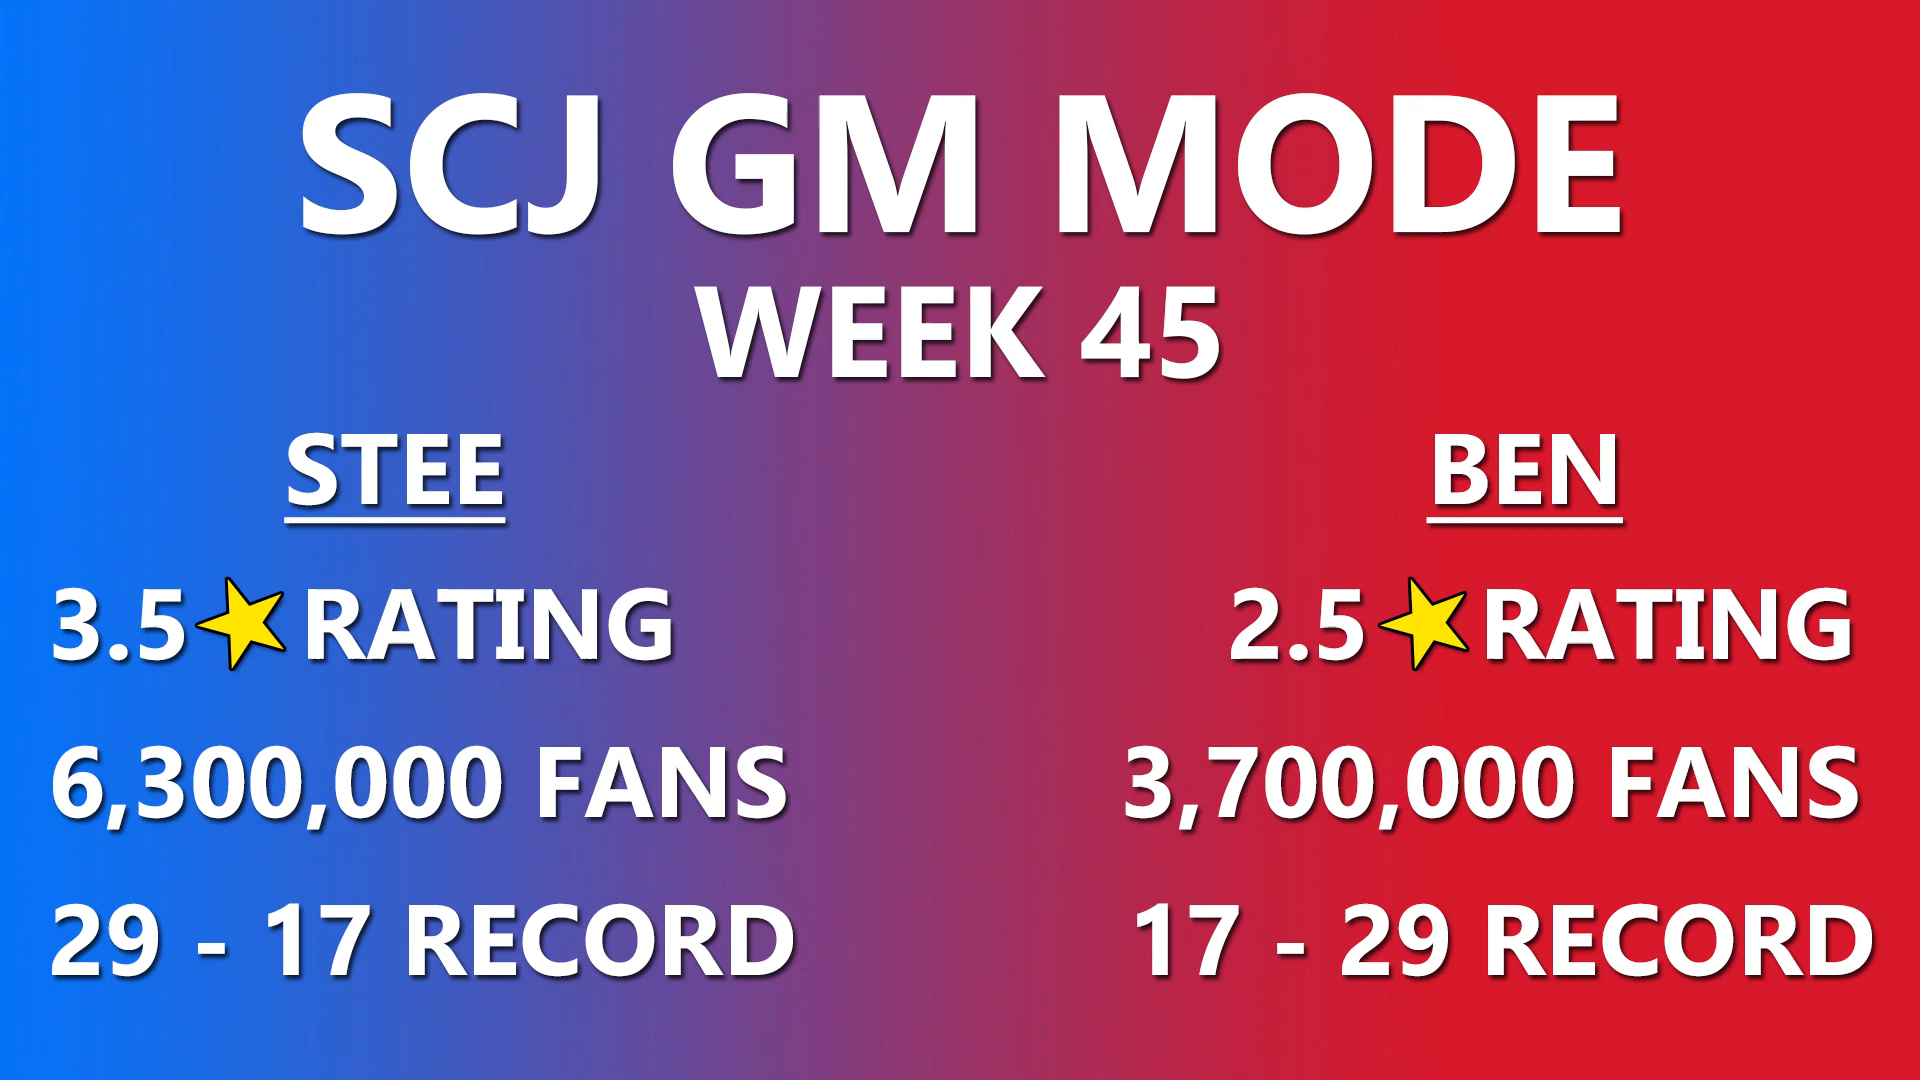 SCJ GM MODE
WEEK 45
STEE
BEN
3.5 RATING
2.5 RATING
6,300,000 FANS
3,700,000 FANS
29 - 17 RECORD
17 - 29 RECORD